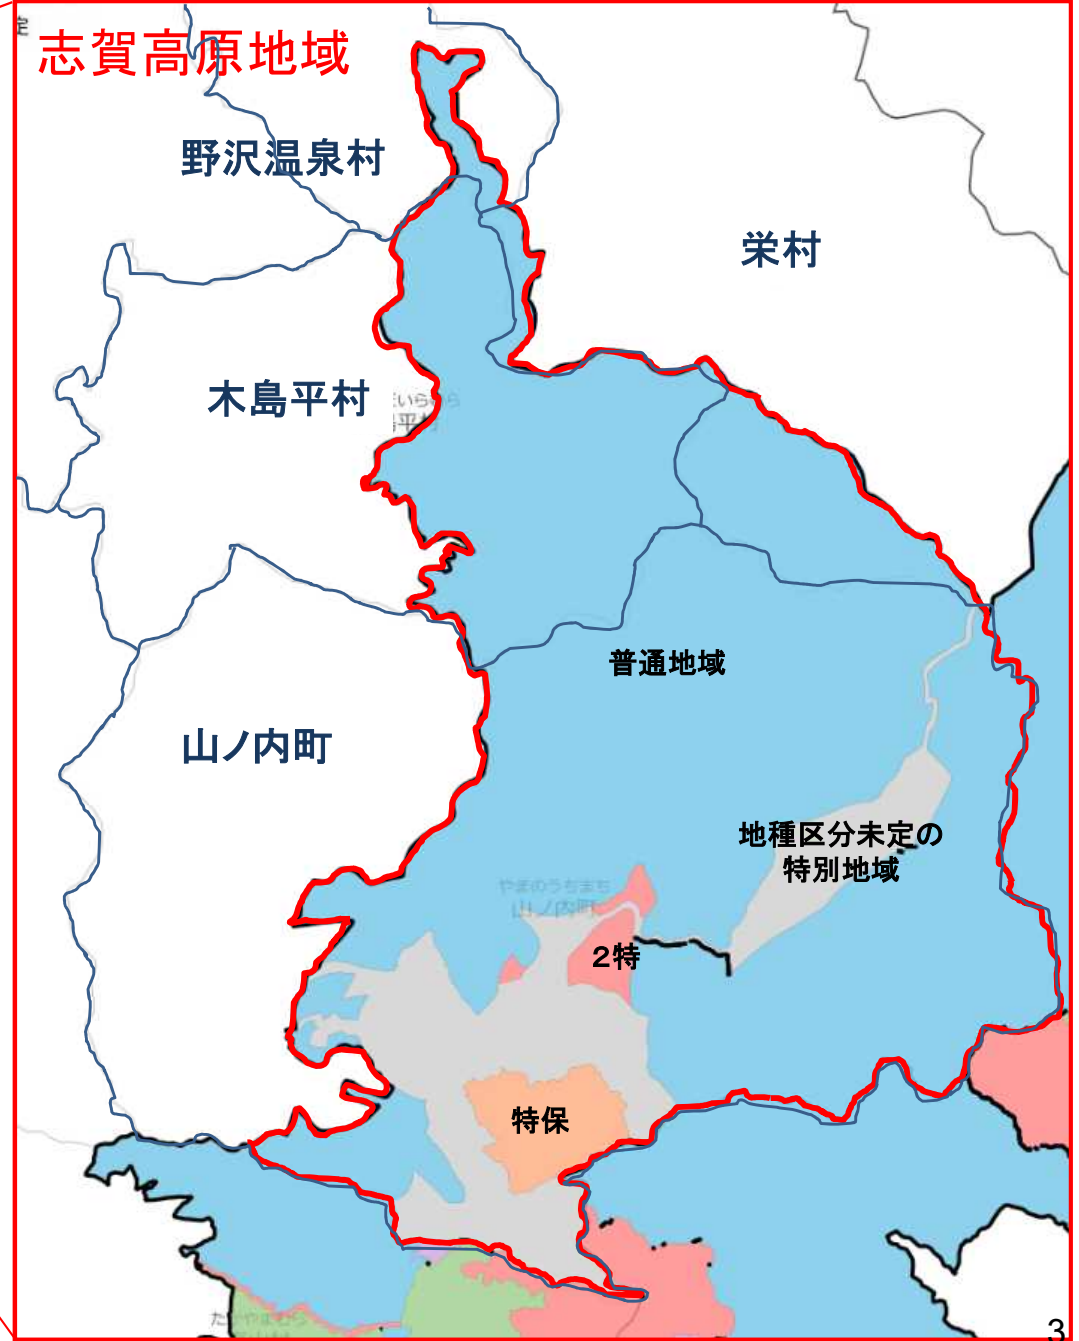 定
志賀高原地域
野沢温泉村
栄村
木島平村
普通地域
山ノ内町
地種区分未定の
特別地域
やまのうちまち
山ノ内町
２特
特保
3